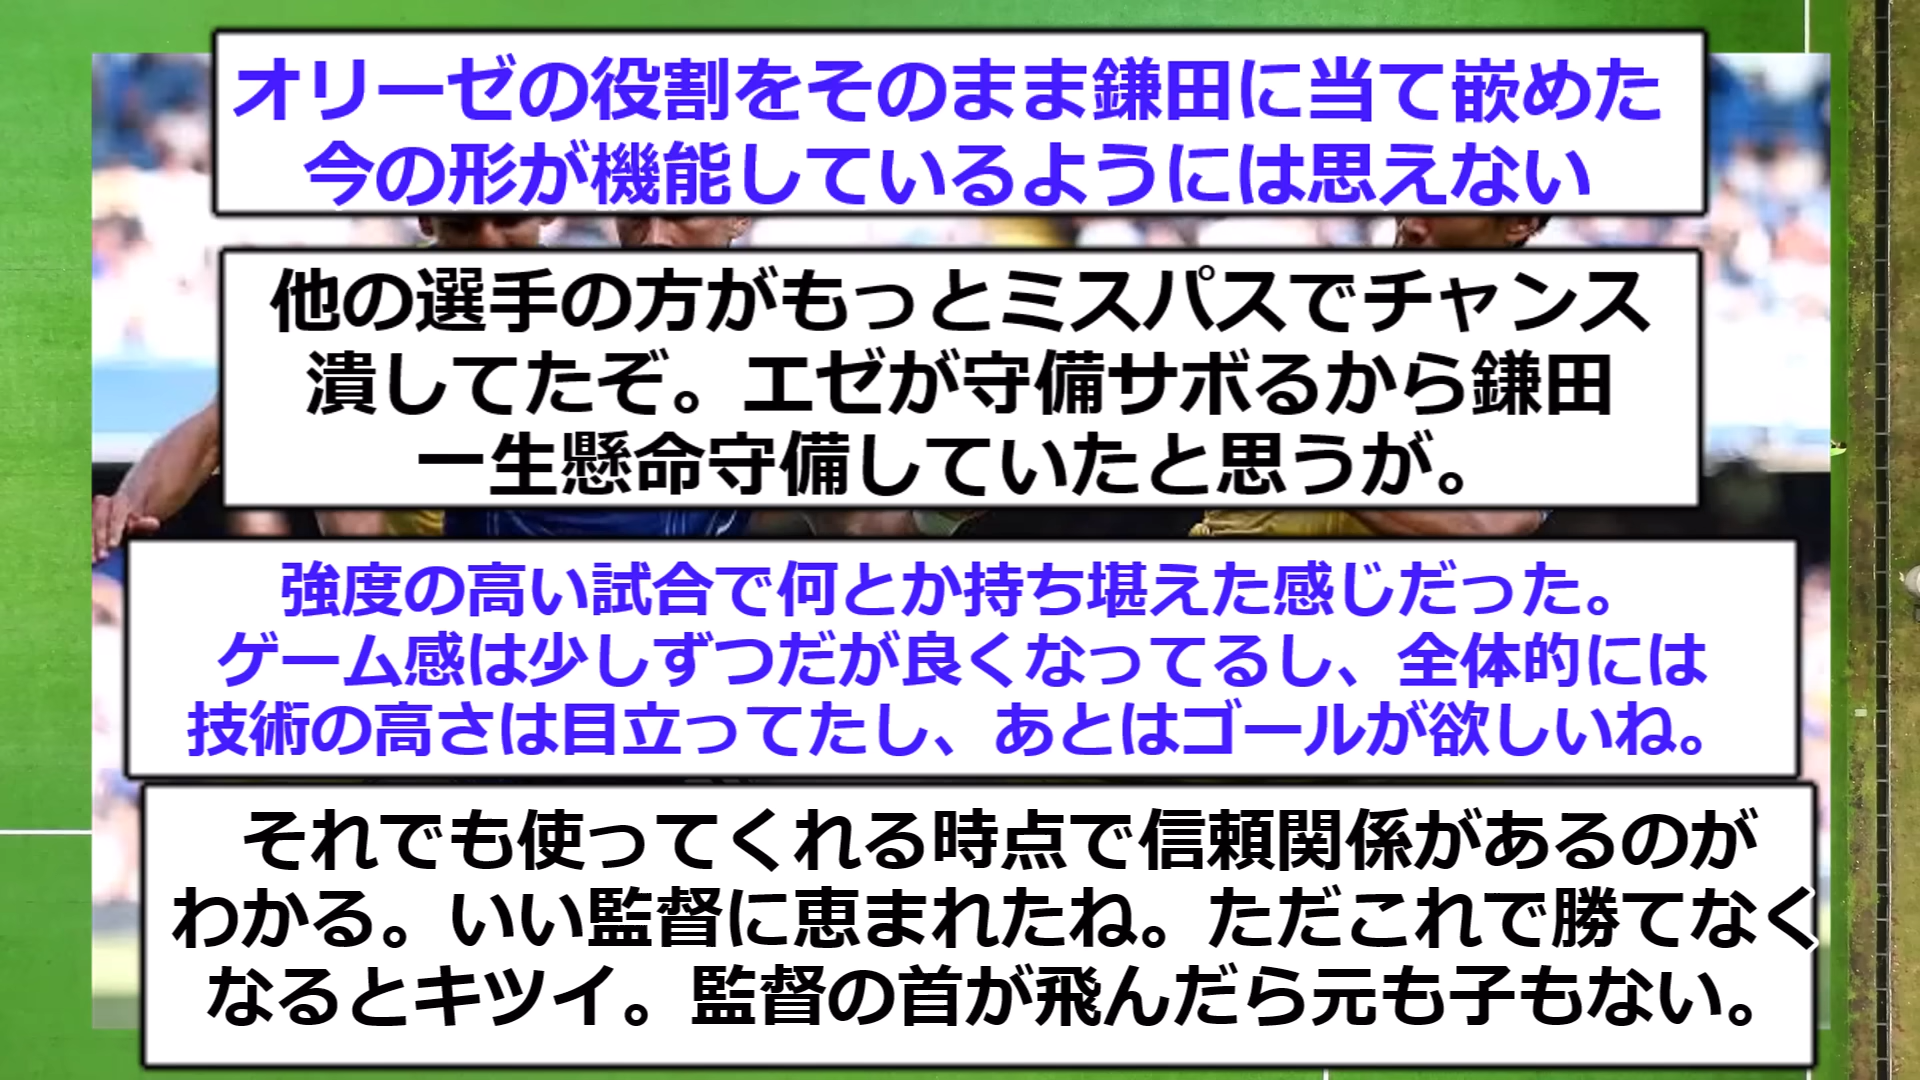 オリーゼの役割をそのまま鎌田に当て嵌めた
今の形が機能しているようには思えない
他の選手の方がもっとミスパスでチャンス
潰してたぞ。エゼが守備サボるから鎌田
一生懸命守備していたと思うが。
強度の高い試合で何とか持ち堪えた感じだった。
ゲーム感は少しずつだが良くなってるし、全体的には
技術の高さは目立ってたし、あとはゴールが欲しいね。
それでも使ってくれる時点で信頼関係があるのが
わかる。いい監督に恵まれたね。ただこれで勝てなく
なるとキツイ。監督の首が飛んだら元も子もない。